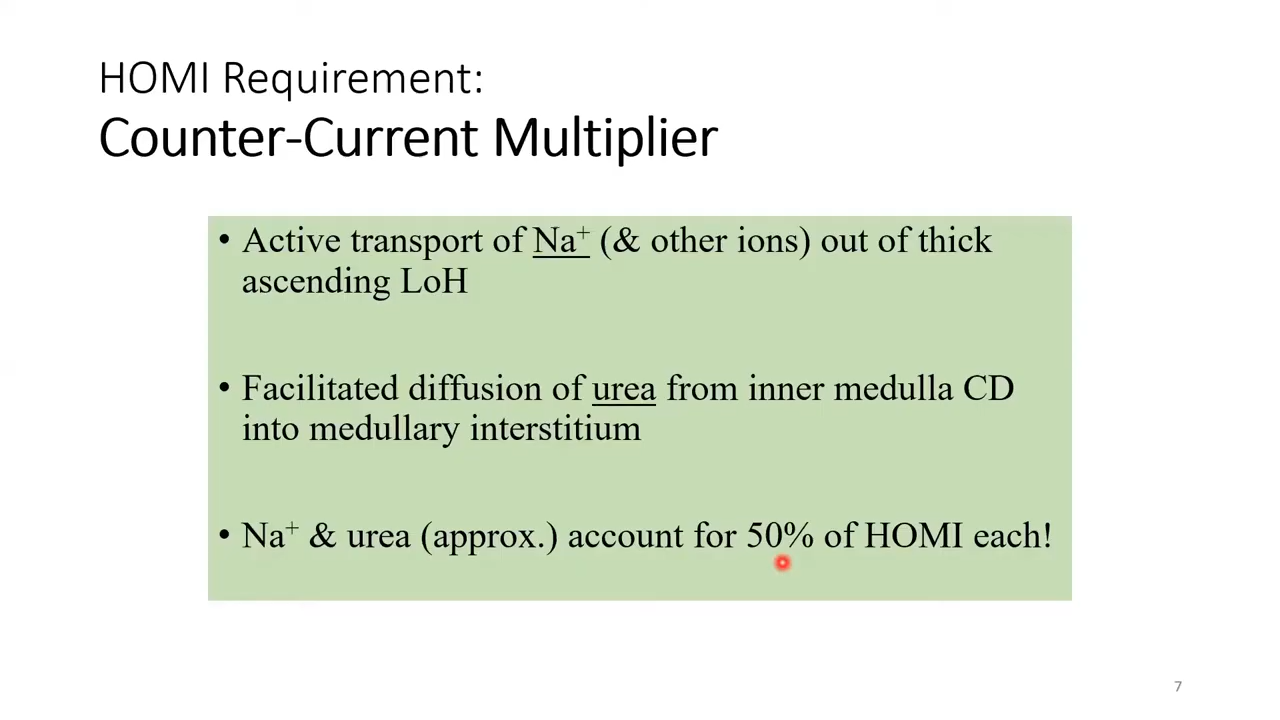 HOMI Requirement:
Counter-Current Multiplier
• Active transport of Na⁺ (& other ions) out of thick
ascending LoH
• Facilitated diffusion of urea from inner medulla CD
into medullary interstitium
• Na⁺ & urea (approx.) account for 50% of HOMI each!
7